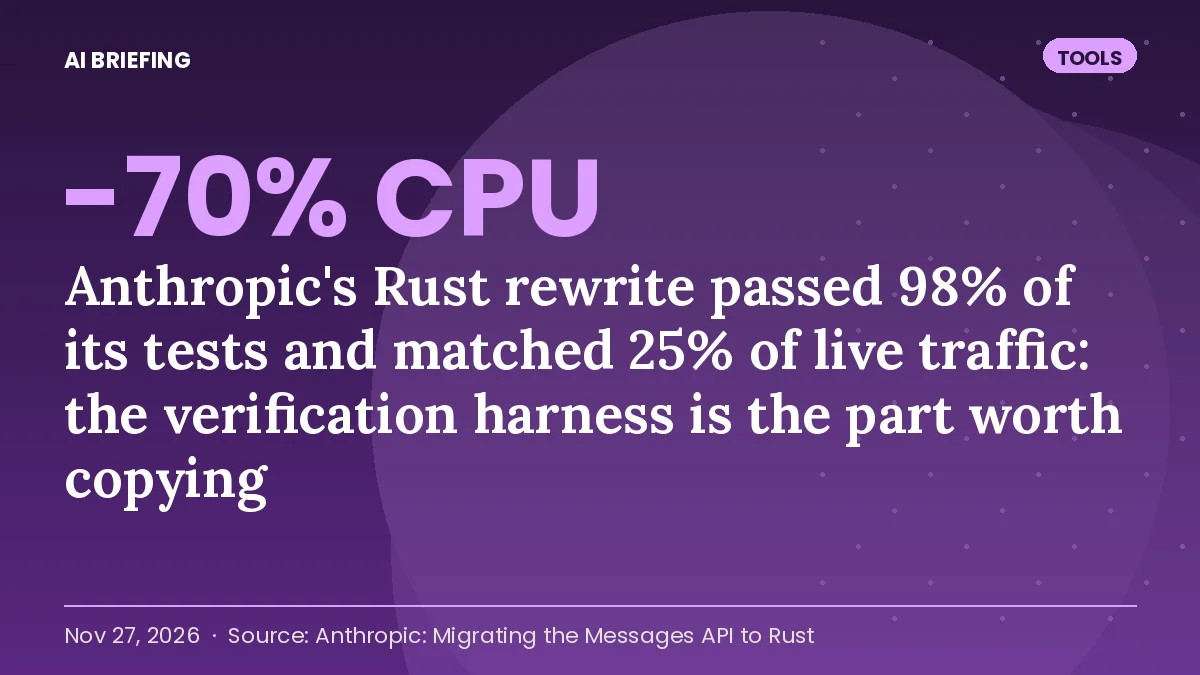 AI BRIEFING
TOOLS
-70% CPU
Anthropic's Rust rewrite passed 98% of
its tests and matched 25% of live traffic:
the verification harness is the part worth
copying
Nov 27, 2026 · Source: Anthropic: Migrating the Messages API to Rust